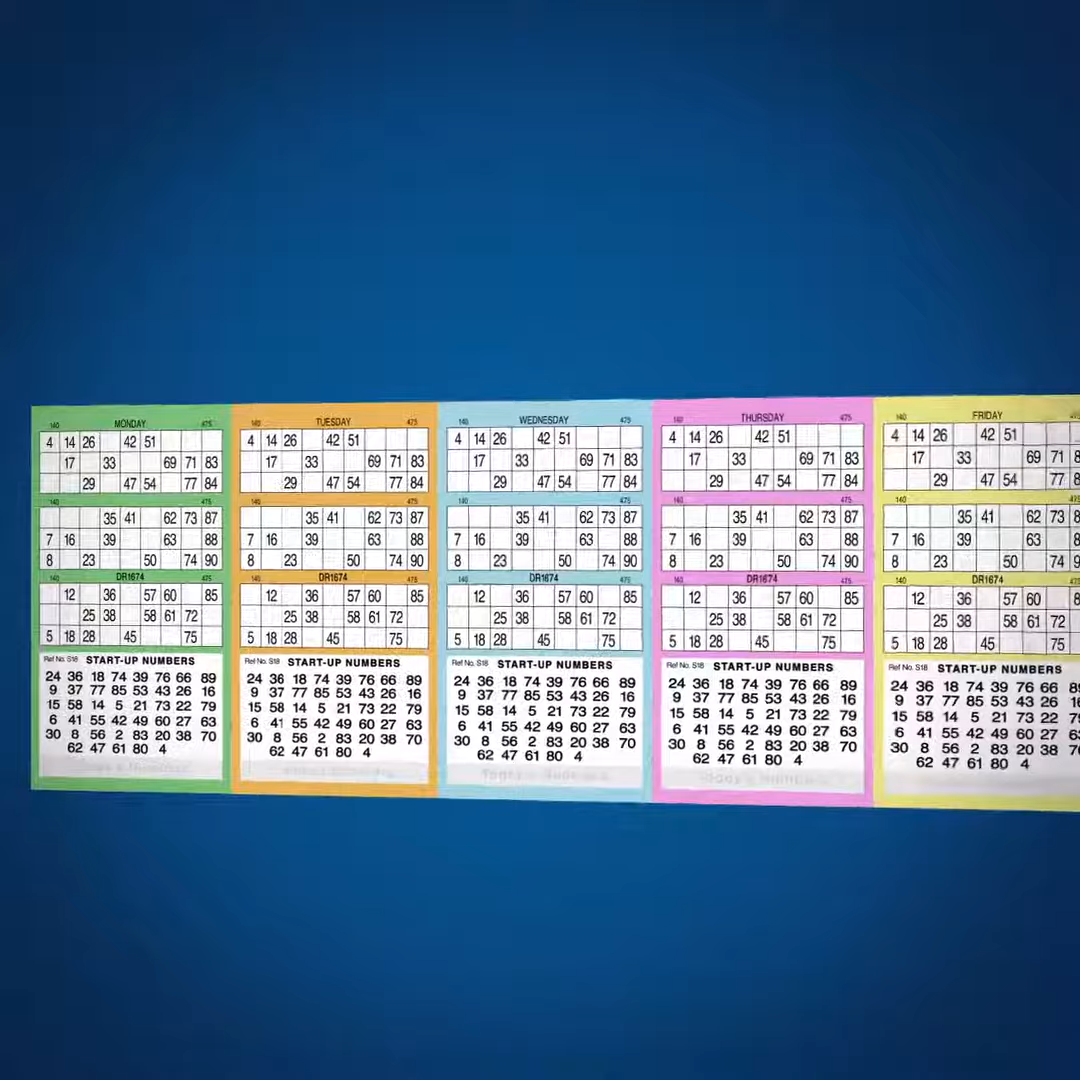 140 MONDAY 475
4 14 26 42 51
17 33 69 71 83
29 47 54 77 84
140 475
35 41 62 73 87
7 16 39 63 88
8 23 50 74 90
140 DR1674 475
12 36 57 60 85
25 38 58 61 72
5 18 28 45 75
Ref No. S18 START-UP NUMBERS
24 36 18 74 39 76 66 89
9 37 77 85 53 43 26 16
15 58 14 5 21 73 22 79
6 41 55 42 49 60 27 63
30 8 56 2 83 20 38 70
62 47 61 80 4
140 TUESDAY 475
4 14 26 42 51
17 33 69 71 83
29 47 54 77 84
140 475
35 41 62 73 87
7 16 39 63 88
8 23 50 74 90
140 DR1674 475
12 36 57 60 85
25 38 58 61 72
5 18 28 45 75
Ref No. S18 START-UP NUMBERS
24 36 18 74 39 76 66 89
9 37 77 85 53 43 26 16
15 58 14 5 21 73 22 79
6 41 55 42 49 60 27 63
30 8 56 2 83 20 38 70
62 47 61 80 4
140 WEDNESDAY 475
4 14 26 42 51
17 33 69 71 83
29 47 54 77 84
140 475
35 41 62 73 87
7 16 39 63 88
8 23 50 74 90
140 DR1674 475
12 36 57 60 85
25 38 58 61 72
5 18 28 45 75
Ref No. S18 START-UP NUMBERS
24 36 18 74 39 76 66 89
9 37 77 85 53 43 26 16
15 58 14 5 21 73 22 79
6 41 55 42 49 60 27 63
30 8 56 2 83 20 38 70
62 47 61 80 4
140 THURSDAY 475
4 14 26 42 51
17 33 69 71 83
29 47 54 77 84
140 475
35 41 62 73 87
7 16 39 63 88
8 23 50 74 90
140 DR1674 475
12 36 57 60 85
25 38 58 61 72
5 18 28 45 75
Ref No. S18 START-UP NUMBERS
24 36 18 74 39 76 66 89
9 37 77 85 53 43 26 16
15 58 14 5 21 73 22 79
6 41 55 42 49 60 27 63
30 8 56 2 83 20 38 70
62 47 61 80 4
140 FRIDAY
4 14 26 42 51
17 33 69 71
29 47 54 77
140
35 41 62 73
7 16 39 63
8 23 50 74
140 DR1674
12 36 57 60
25 38 58 61 72
5 18 28 45 75
Ref No. S18 START-UP NUMBERS
24 36 18 74 39 76 66
9 37 77 85 53 43 26
15 58 14 5 21 73 22
6 41 55 42 49 60 27
30 8 56 2 83 20 38
62 47 61 80 4